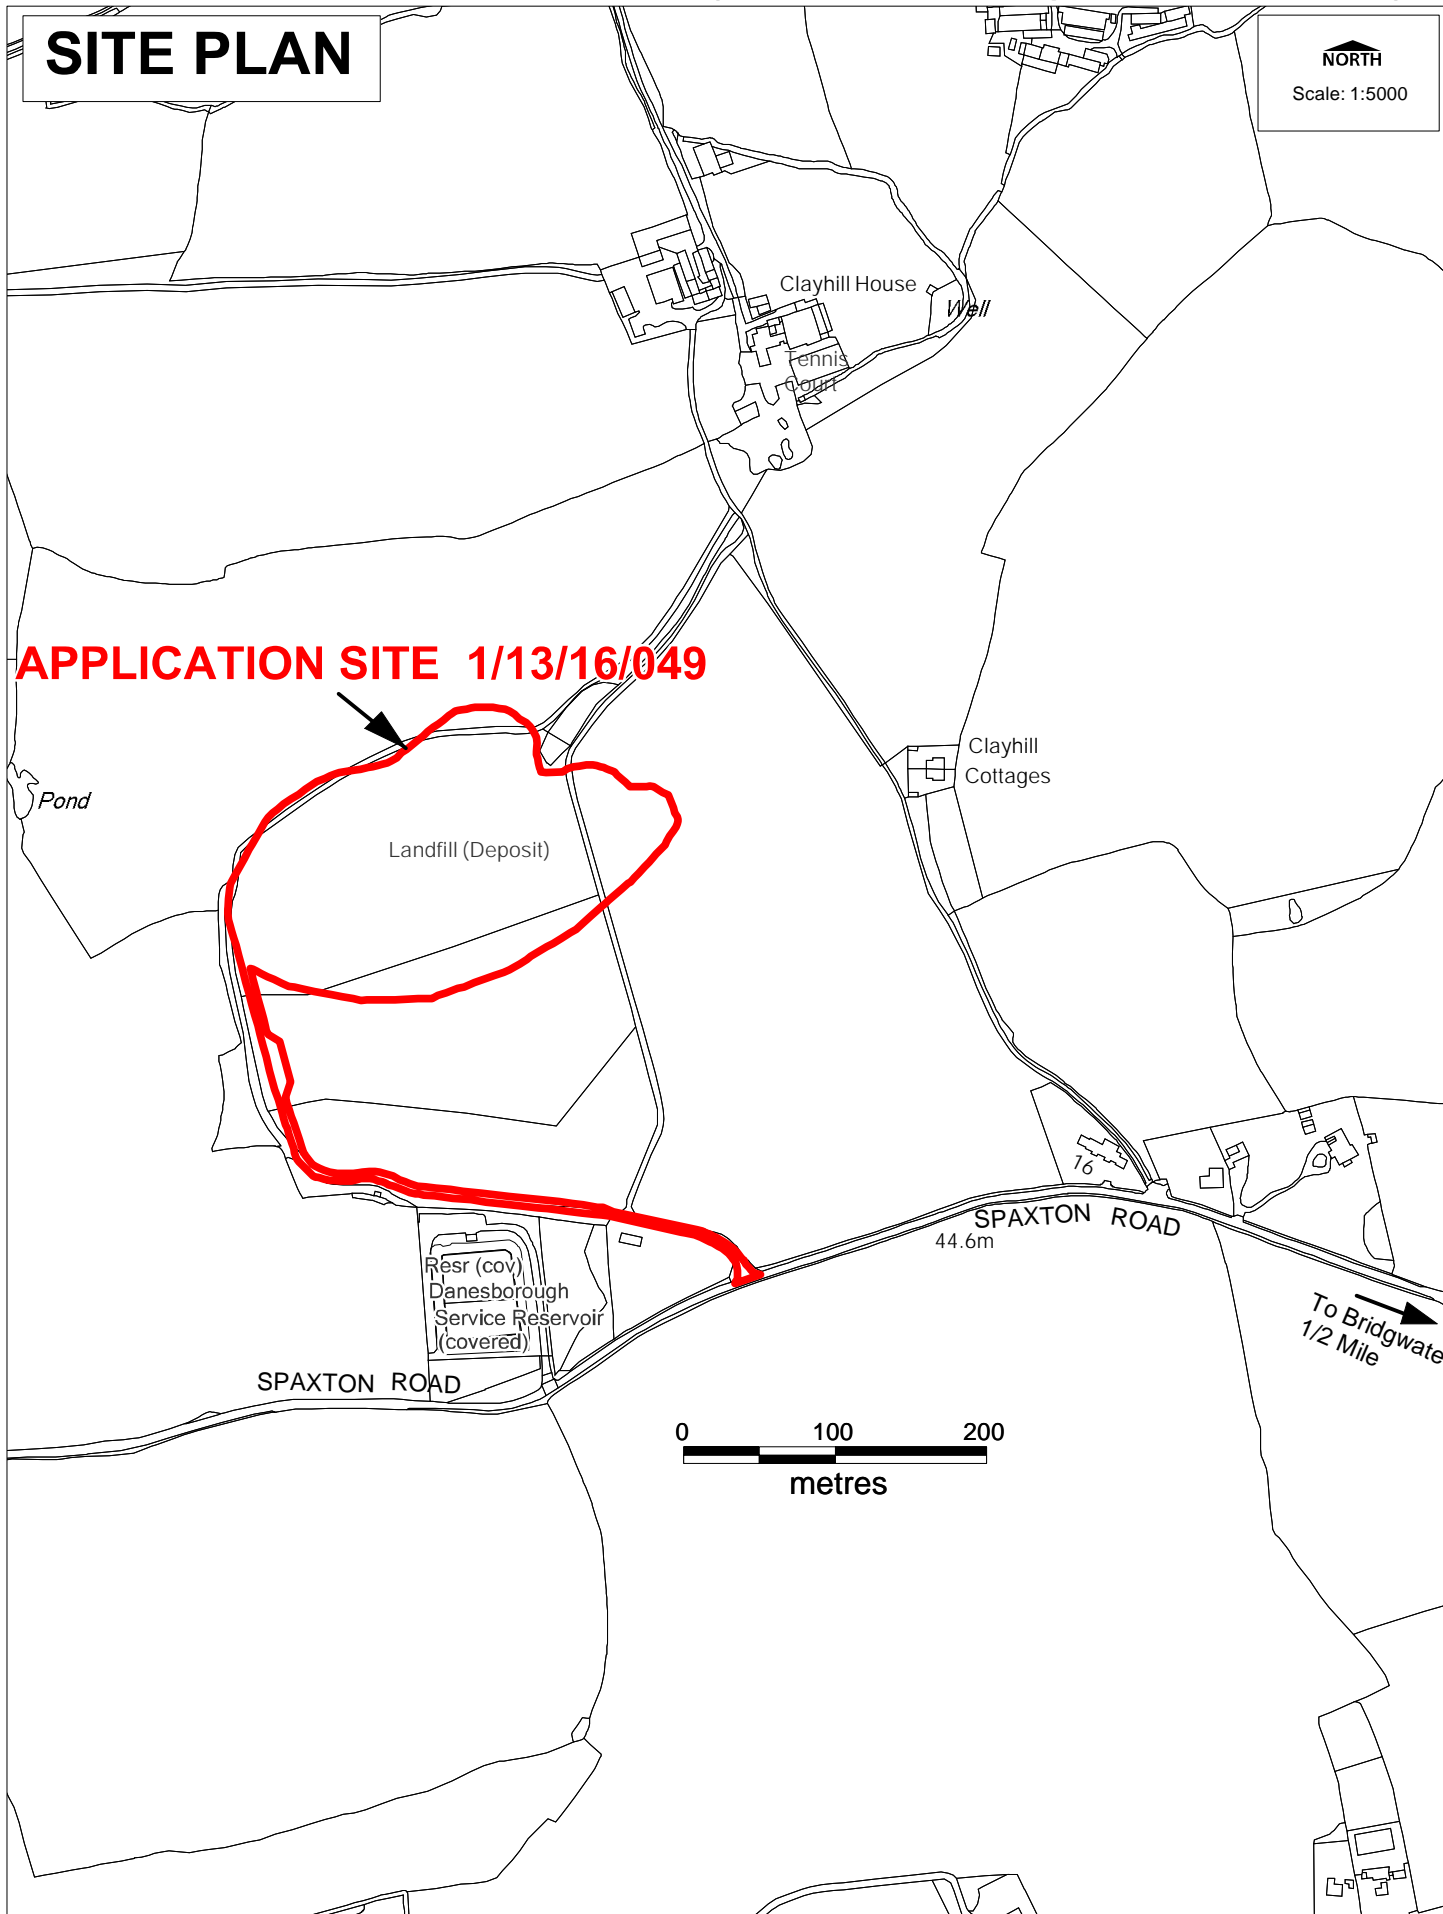 SITE PLAN
NORTH
Scale: 1:5000
Clayhill House
Well
Tennis
Court
APPLICATION SITE 1/13/16/049
Clayhill
Cottages
Pond
Landfill (Deposit)
16
SPAXTON ROAD
44.6m
Resr (cov)
Danesborough
Service Reservoir
(covered)
To Bridgwate
1/2 Mile
SPAXTON ROAD
0 100 200
metres